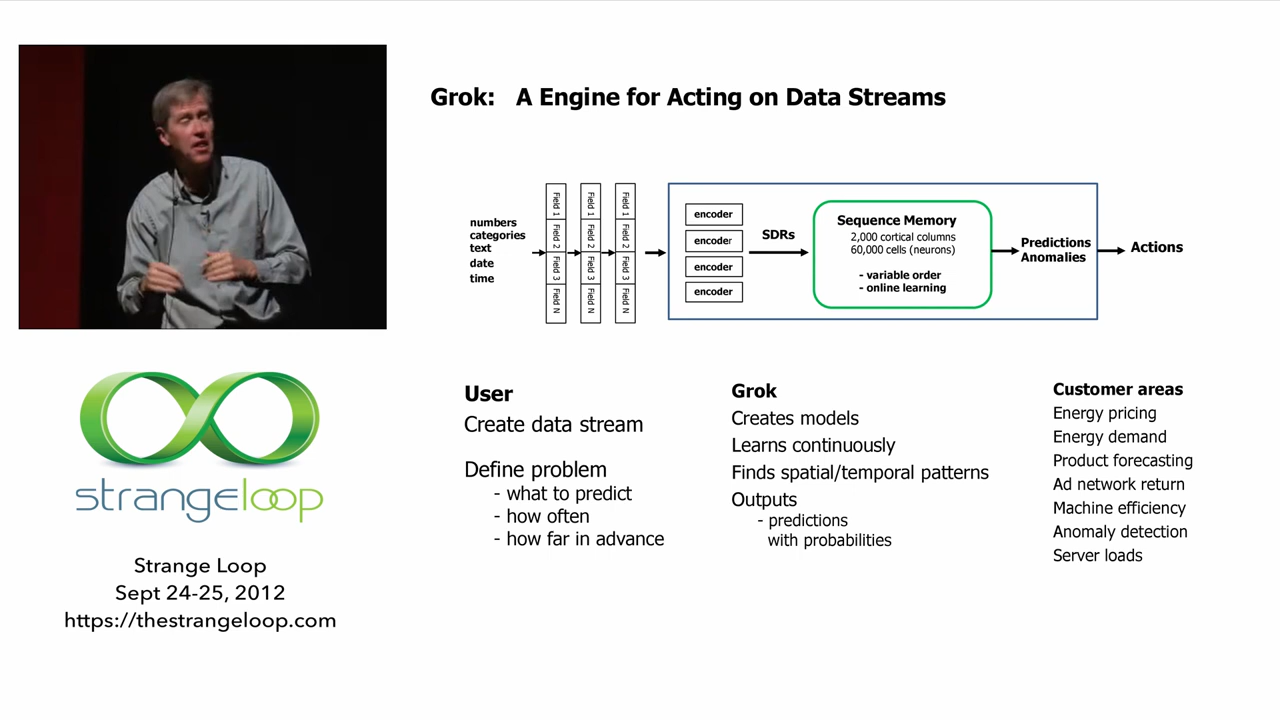 Grok: A Engine for Acting on Data Streams
numbers
categories
text
date
time
Field 1
Field 2
Field 3
Field N
Field 1
Field 2
Field 3
Field N
Field 1
Field 2
Field 3
Field N
encoder
encoder
encoder
encoder
SDRs
Sequence Memory
2,000 cortical columns
60,000 cells (neurons)
- variable order
- online learning
Predictions
Anomalies
Actions
User
Create data stream
Define problem
- what to predict
- how often
- how far in advance
Grok
Creates models
Learns continuously
Finds spatial/temporal patterns
Outputs
- predictions
with probabilities
Customer areas
Energy pricing
Energy demand
Product forecasting
Ad network return
Machine efficiency
Anomaly detection
Server loads
strangeloop
Strange Loop
Sept 24-25, 2012
https://thestrangeloop.com